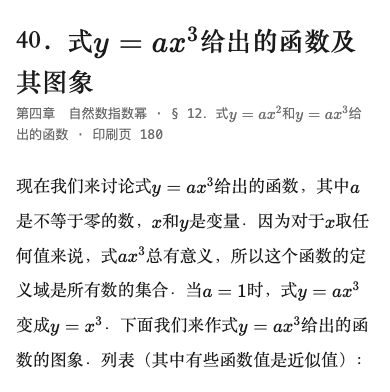 40．式y = ax³给出的函数及
其图象
第四章　自然数指数幂 · § 12. 式y = ax²和y = ax³给
出的函数 · 印刷页 180
现在我们来讨论式y = ax³给出的函数，其中a
是不等于零的数，x和y是变量．因为对于x取任
何值来说，式ax³总有意义，所以这个函数的定
义域是所有数的集合．当a = 1时，式y = ax³
变成y = x³．下面我们来作式y = ax³给出的函
数的图象．列表（其中有些函数值是近似值）：